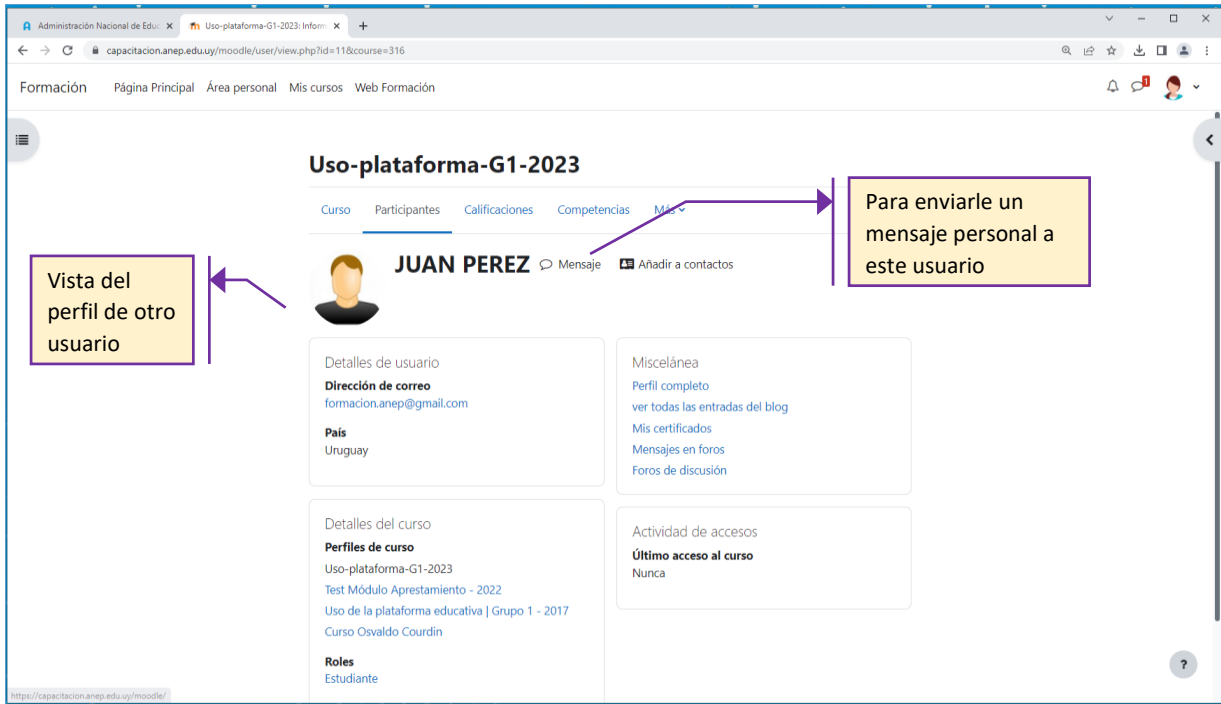 Administración Nacional de Educ
Uso-plataforma-G1-2023: Inform
capacitacion.anep.edu.uy/moodle/user/view.php?id=11&course=316
Formación Página Principal Área personal Mis cursos Web Formación
1
Uso-plataforma-G1-2023
Curso Participantes Calificaciones Competencias Más
Para enviarle un
mensaje personal a
este usuario
JUAN PEREZ Mensaje Añadir a contactos
Vista del
perfil de otro
usuario
Detalles de usuario
Dirección de correo
formacion.anep@gmail.com
País
Uruguay
Miscelánea
Perfil completo
ver todas las entradas del blog
Mis certificados
Mensajes en foros
Foros de discusión
Detalles del curso
Perfiles de curso
Uso-plataforma-G1-2023
Test Módulo Aprestamiento - 2022
Uso de la plataforma educativa | Grupo 1 - 2017
Curso Osvaldo Courdin
Roles
Estudiante
Actividad de accesos
Último acceso al curso
Nunca
?
https://capacitacion.anep.edu.uy/moodle/